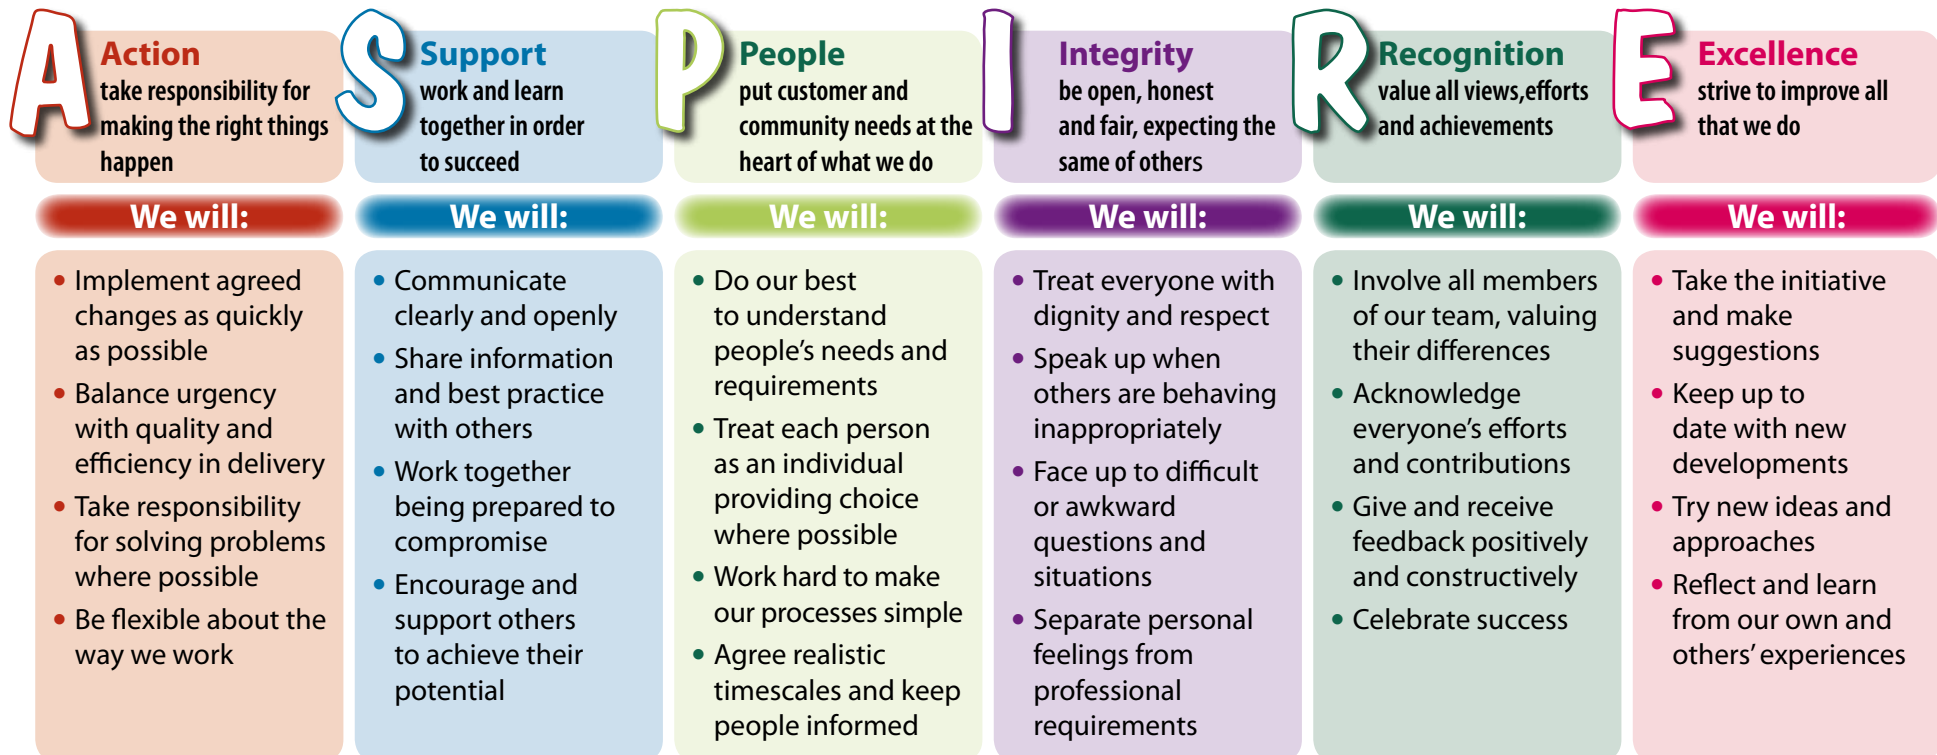 A
Action
take responsibility for
making the right things
happen
We will:
• Implement agreed
changes as quickly
as possible
• Balance urgency
with quality and
efficiency in delivery
• Take responsibility
for solving problems
where possible
• Be flexible about the
way we work
S
Support
work and learn
together in order
to succeed
We will:
• Communicate
clearly and openly
• Share information
and best practice
with others
• Work together
being prepared to
compromise
• Encourage and
support others
to achieve their
potential
P
People
put customer and
community needs at the
heart of what we do
We will:
• Do our best
to understand
people’s needs and
requirements
• Treat each person
as an individual
providing choice
where possible
• Work hard to make
our processes simple
• Agree realistic
timescales and keep
people informed
I
Integrity
be open, honest
and fair, expecting the
same of others
We will:
• Treat everyone with
dignity and respect
• Speak up when
others are behaving
inappropriately
• Face up to difficult
or awkward
questions and
situations
• Separate personal
feelings from
professional
requirements
R
Recognition
value all views,efforts
and achievements
We will:
• Involve all members
of our team, valuing
their differences
• Acknowledge
everyone’s efforts
and contributions
• Give and receive
feedback positively
and constructively
• Celebrate success
E
Excellence
strive to improve all
that we do
We will:
• Take the initiative
and make
suggestions
• Keep up to
date with new
developments
• Try new ideas and
approaches
• Reflect and learn
from our own and
others’ experiences